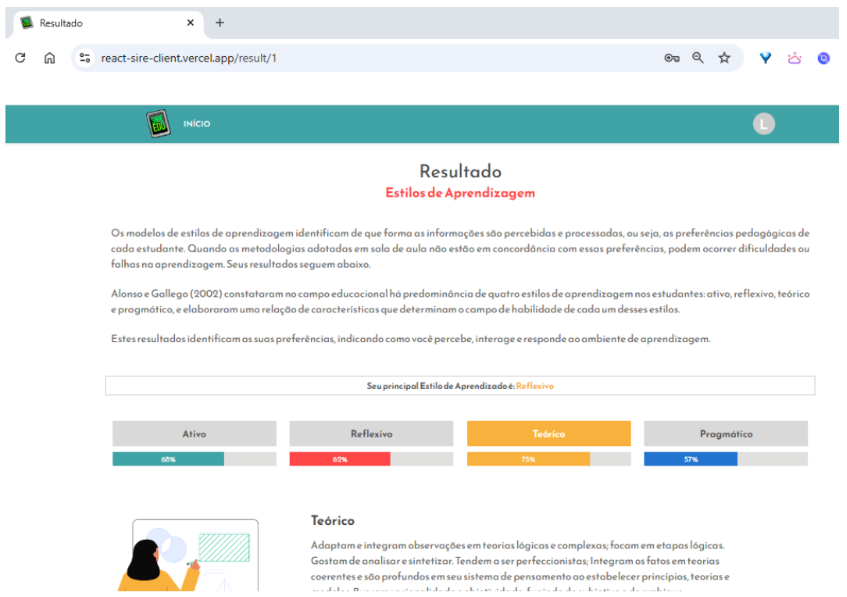 Resultado
react-sire-client.vercel.app/result/1
SIRE
EDU
INÍCIO
L
Resultado
Estilos de Aprendizagem
Os modelos de estilos de aprendizagem identificam de que forma as informações são percebidas e processadas, ou seja, as preferências pedagógicas de
cada estudante. Quando as metodologias adotadas em sala de aula não estão em concordância com essas preferências, podem ocorrer dificuldades ou
falhas na aprendizagem. Seus resultados seguem abaixo.
Alonso e Gallego (2002) constataram no campo educacional há predominância de quatro estilos de aprendizagem nos estudantes: ativo, reflexivo, teórico
e pragmático, e elaboraram uma relação de características que determinam o campo de habilidade de cada um desses estilos.
Estes resultados identificam as suas preferências, indicando como você percebe, interage e responde ao ambiente de aprendizagem.
Seu principal Estilo de Aprendizado é: Reflexivo
Ativo Reflexivo Teórico Pragmático
68% 62% 75% 57%
Teórico
Adaptam e integram observações em teorias lógicas e complexas; focam em etapas lógicas.
Gostam de analisar e sintetizar. Tendem a ser perfeccionistas; Integram os fatos em teorias
coerentes e são profundos em seu sistema de pensamento ao estabelecer princípios, teorias e